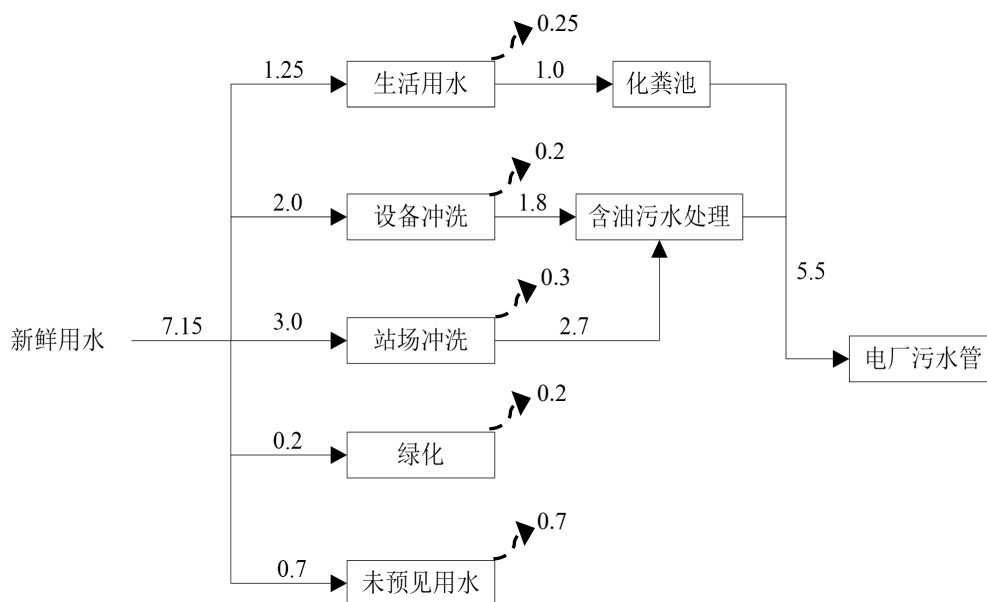 0.25
1.25
生活用水
1.0
化粪池
0.2
2.0
设备冲洗
1.8
含油污水处理
5.5
0.3
新鲜用水
7.15
3.0
站场冲洗
2.7
电厂污水管
0.2
0.2
绿化
0.7
0.7
未预见用水